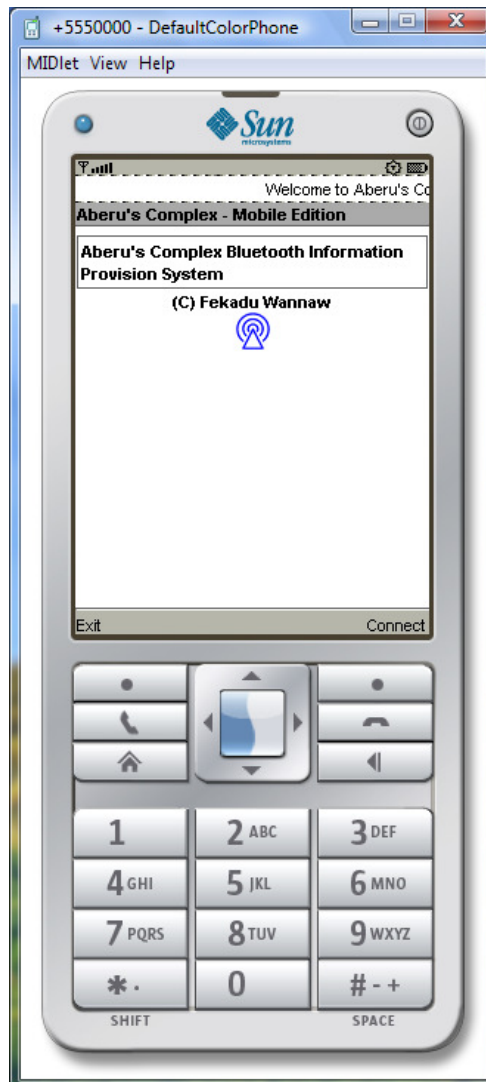 +5550000 - DefaultColorPhone
MIDlet View Help
Sun
microsystems
Welcome to Aberu's Co
Aberu's Complex - Mobile Edition
Aberu's Complex Bluetooth Information
Provision System
(C) Fekadu Wannaw
Exit Connect
1 2 ABC 3 DEF
4 GHI 5 JKL 6 MNO
7 PQRS 8 TUV 9 WXYZ
* . 0 # - +
SHIFT SPACE